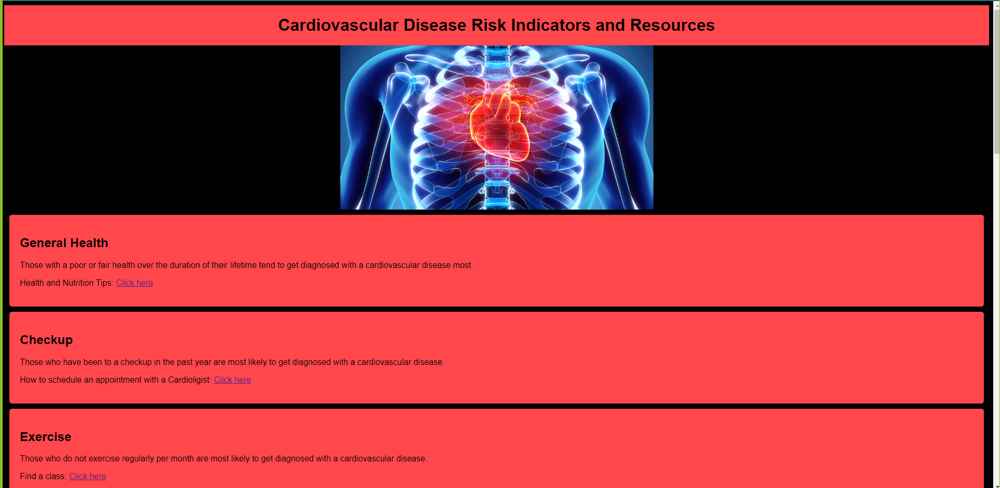 Cardiovascular Disease Risk Indicators and Resources
General Health
Those with a poor or fair health over the duration of their lifetime tend to get diagnosed with a cardiovascular disease most.
Health and Nutrition Tips: Click here
Checkup
Those who have been to a checkup in the past year are most likely to get diagnosed with a cardiovascular disease.
How to schedule an appointment with a Cardioligist: Click here
Exercise
Those who do not exercise regularly per month are most likely to get diagnosed with a cardiovascular disease.
Find a class: Click here